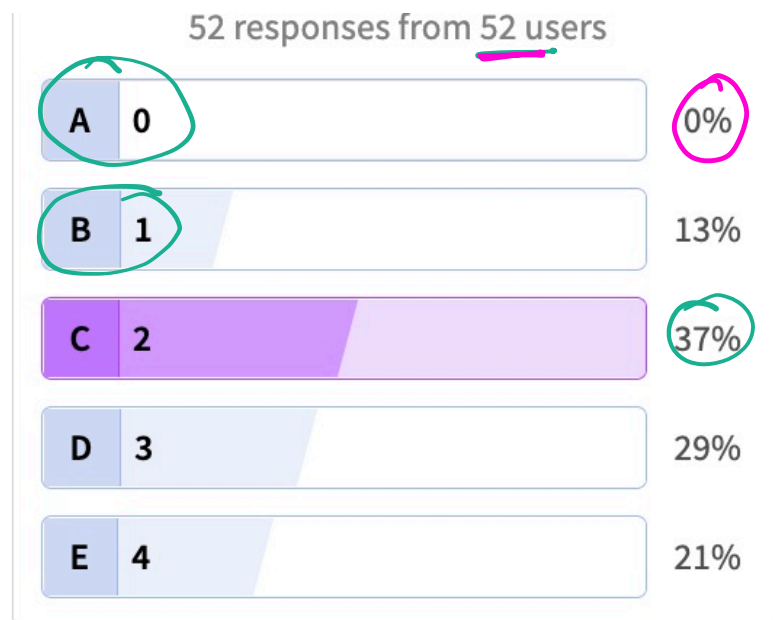 52 responses from 52 users
A 0 0%
B 1 13%
C 2 37%
D 3 29%
E 4 21%